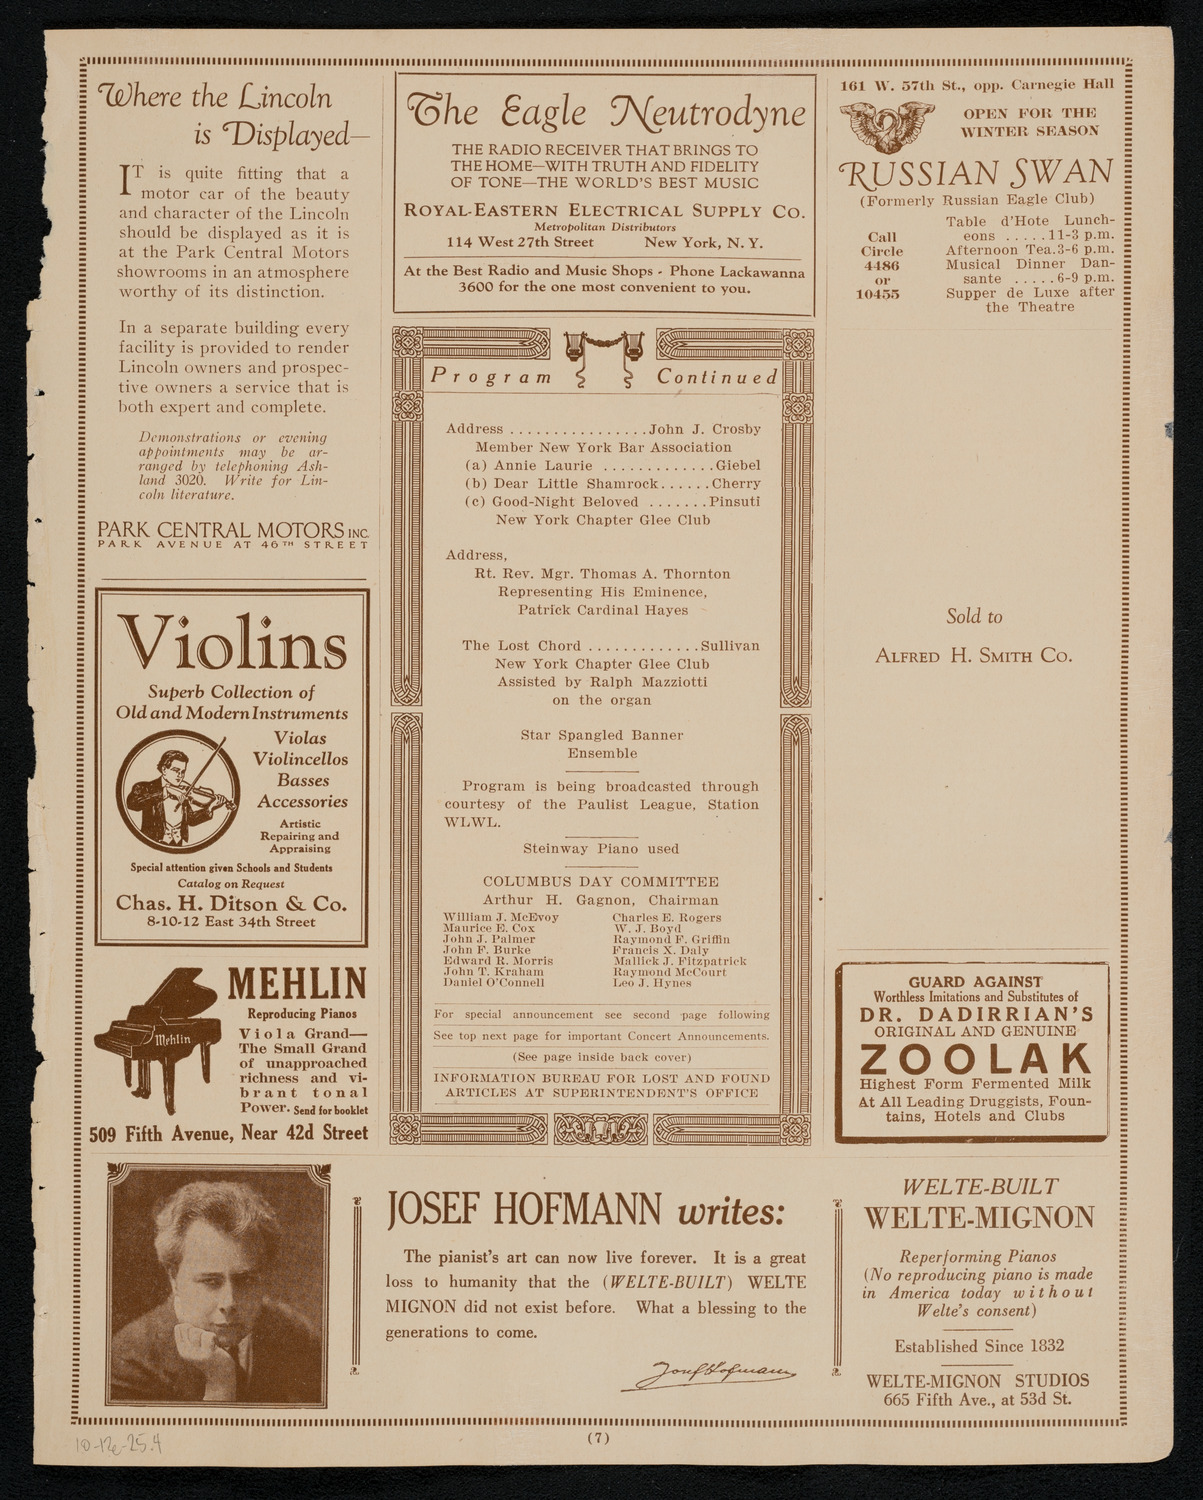 Where the Lincoln
is Displayed—
IT is quite fitting that a
motor car of the beauty
and character of the Lincoln
should be displayed as it is
at the Park Central Motors
showrooms in an atmosphere
worthy of its distinction.
In a separate building every
facility is provided to render
Lincoln owners and prospec-
tive owners a service that is
both expert and complete.
Demonstrations or evening
appointments may be ar-
ranged by telephoning Ash-
land 3020. Write for Lin-
coln literature.
PARK CENTRAL MOTORS INC.
PARK AVENUE AT 46TH STREET
Violins
Superb Collection of
Old and Modern Instruments
Violas
Violincellos
Basses
Accessories
Artistic
Repairing and
Appraising
Special attention given Schools and Students
Catalog on Request
Chas. H. Ditson & Co.
8-10-12 East 34th Street
MEHLIN
Reproducing Pianos
Mehlin
Viola Grand—
The Small Grand
of unapproached
richness and vi-
brant tonal
Power. Send for booklet
509 Fifth Avenue, Near 42d Street
The Eagle Neutrodyne
THE RADIO RECEIVER THAT BRINGS TO
THE HOME—WITH TRUTH AND FIDELITY
OF TONE—THE WORLD'S BEST MUSIC
ROYAL-EASTERN ELECTRICAL SUPPLY CO.
Metropolitan Distributors
114 West 27th Street New York, N. Y.
At the Best Radio and Music Shops - Phone Lackawanna
3600 for the one most convenient to you.
Program Continued
Address ................John J. Crosby
Member New York Bar Association
(a) Annie Laurie .............Giebel
(b) Dear Little Shamrock......Cherry
(c) Good-Night Beloved .......Pinsuti
New York Chapter Glee Club
Address,
Rt. Rev. Mgr. Thomas A. Thornton
Representing His Eminence,
Patrick Cardinal Hayes
The Lost Chord .............Sullivan
New York Chapter Glee Club
Assisted by Ralph Mazziotti
on the organ
Star Spangled Banner
Ensemble
Program is being broadcasted through
courtesy of the Paulist League, Station
WLWL.
Steinway Piano used
COLUMBUS DAY COMMITTEE
Arthur H. Gagnon, Chairman
William J. McEvoy Charles E. Rogers
Maurice E. Cox W. J. Boyd
John J. Palmer Raymond F. Griffin
John F. Burke Francis X. Daly
Edward R. Morris Mallick J. Fitzpatrick
John T. Kraham Raymond McCourt
Daniel O'Connell Leo J. Hynes
For special announcement see second page following
See top next page for important Concert Announcements.
(See page inside back cover)
INFORMATION BUREAU FOR LOST AND FOUND
ARTICLES AT SUPERINTENDENT'S OFFICE
161 W. 57th St., opp. Carnegie Hall
OPEN FOR THE
WINTER SEASON
RUSSIAN SWAN
(Formerly Russian Eagle Club)
Call
Circle
4486
or
10455
Table d'Hote Lunch-
eons .....11-3 p.m.
Afternoon Tea.3-6 p.m.
Musical Dinner Dan-
sante .....6-9 p.m.
Supper de Luxe after
the Theatre
Sold to
ALFRED H. SMITH CO.
GUARD AGAINST
Worthless Imitations and Substitutes of
DR. DADIRRIAN'S
ORIGINAL AND GENUINE
ZOOLAK
Highest Form Fermented Milk
At All Leading Druggists, Foun-
tains, Hotels and Clubs
JOSEF HOFMANN writes:
The pianist's art can now live forever. It is a great
loss to humanity that the (WELTE-BUILT) WELTE
MIGNON did not exist before. What a blessing to the
generations to come.
Josef Hofmann
WELTE-BUILT
WELTE-MIGNON
Reperforming Pianos
(No reproducing piano is made
in America today without
Welte's consent)
Established Since 1832
WELTE-MIGNON STUDIOS
665 Fifth Ave., at 53d St.
(7)
10-12-25.4